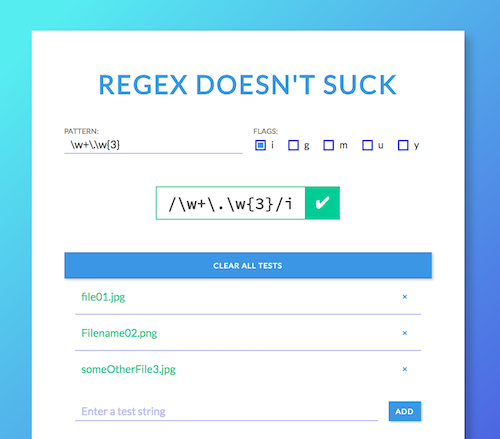 REGEX DOESN'T SUCK
PATTERN:
\w+\.\w{3}
FLAGS:
i g m u y
/\w+\.\w{3}/i ✔
CLEAR ALL TESTS
file01.jpg ×
Filename02.png ×
someOtherFile3.jpg ×
Enter a test string ADD